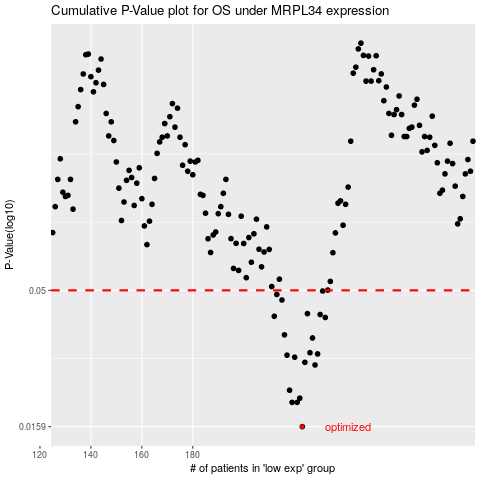 Cumulative P-Value plot for OS under MRPL34 expression
P-Value(log10)
0.05
0.0159
optimized
120 140 160 180
# of patients in 'low exp' group